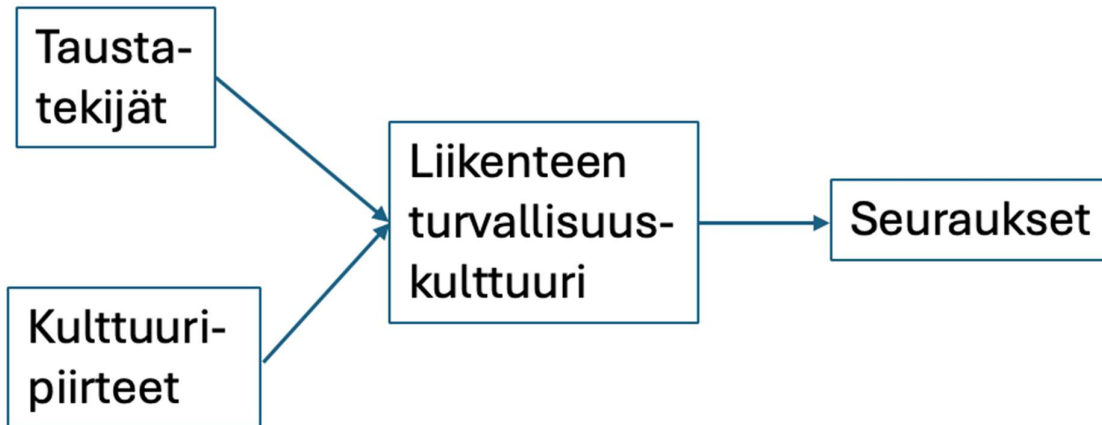 Tausta-
tekijät
Liikenteen
turvallisuus-
kulttuuri
Seuraukset
Kulttuuri-
piirteet